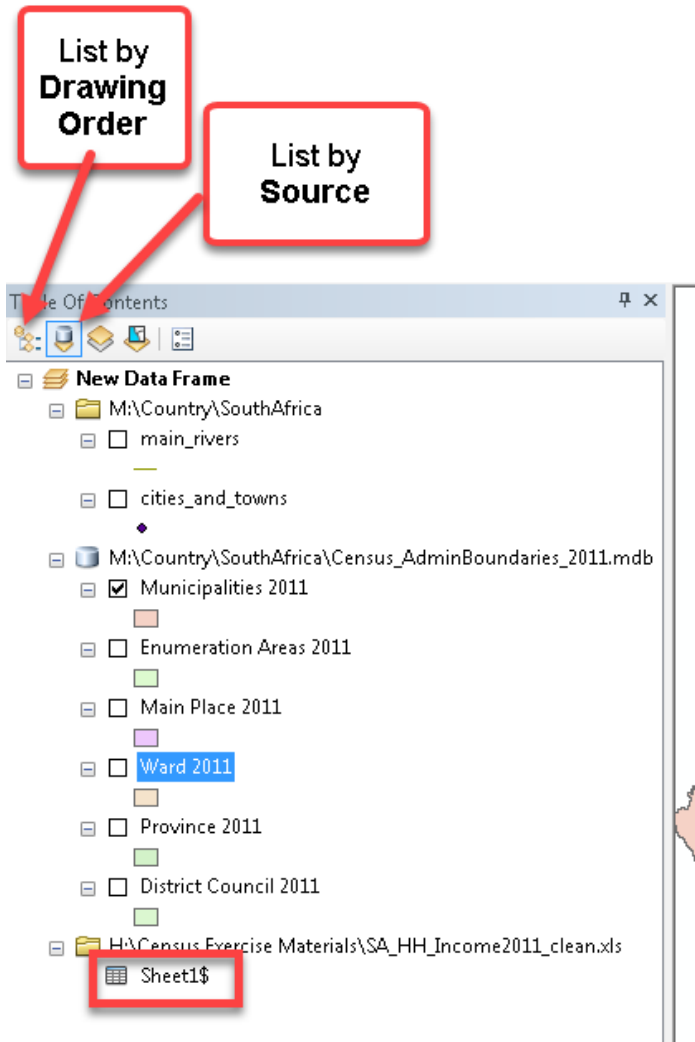 List by
Drawing
Order
List by
Source
Table Of Contents
New Data Frame
M:\Country\SouthAfrica
main_rivers
cities_and_towns
M:\Country\SouthAfrica\Census_AdminBoundaries_2011.mdb
Municipalities 2011
Enumeration Areas 2011
Main Place 2011
Ward 2011
Province 2011
District Council 2011
H:\Census Exercise Materials\SA_HH_Income2011_clean.xls
Sheet1$